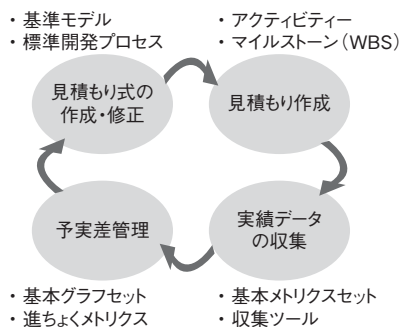 ・基準モデル
・標準開発プロセス
・アクティビティー
・マイルストーン（WBS）
見積もり式の
作成・修正
見積もり作成
予実差管理
実績データ
の収集
・基本グラフセット
・進ちょくメトリクス
・基本メトリクスセット
・収集ツール